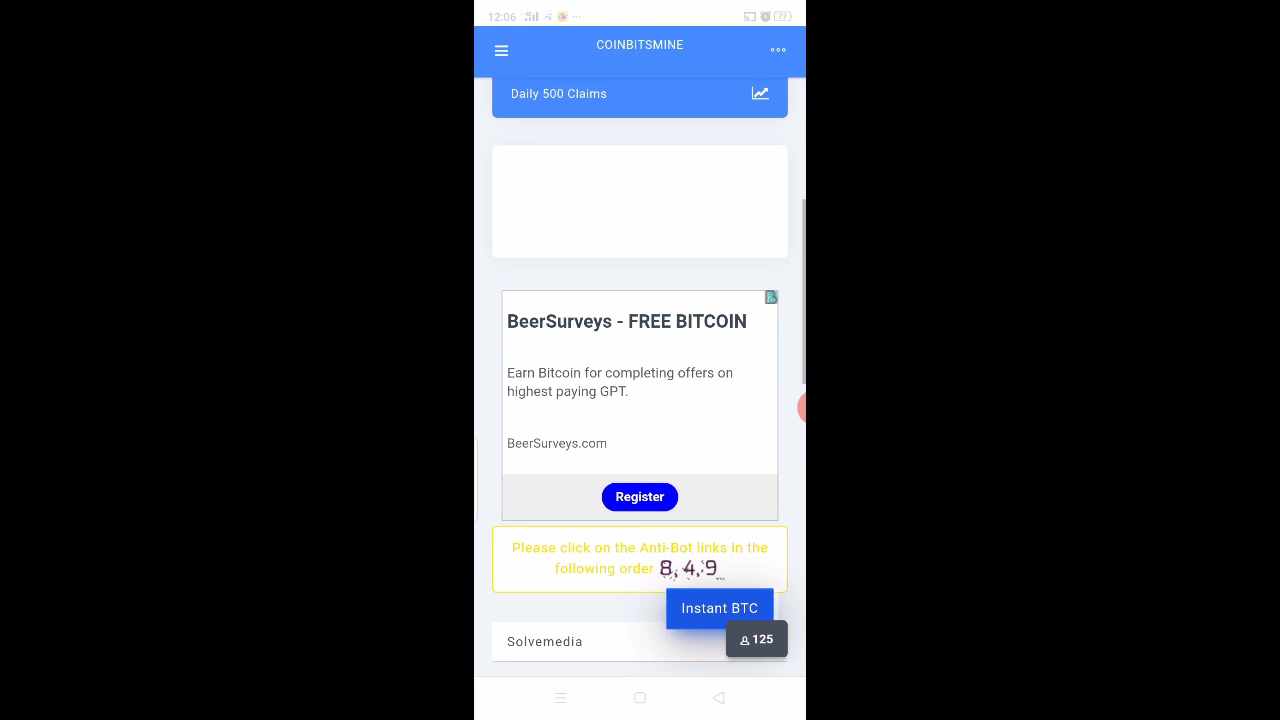 12:06
77
COINBITSMINE
Daily 500 Claims
BeerSurveys - FREE BITCOIN
Earn Bitcoin for completing offers on
highest paying GPT.
BeerSurveys.com
Register
Please click on the Anti-Bot links in the
following order 8, 4, 9
Instant BTC
125
Solvemedia